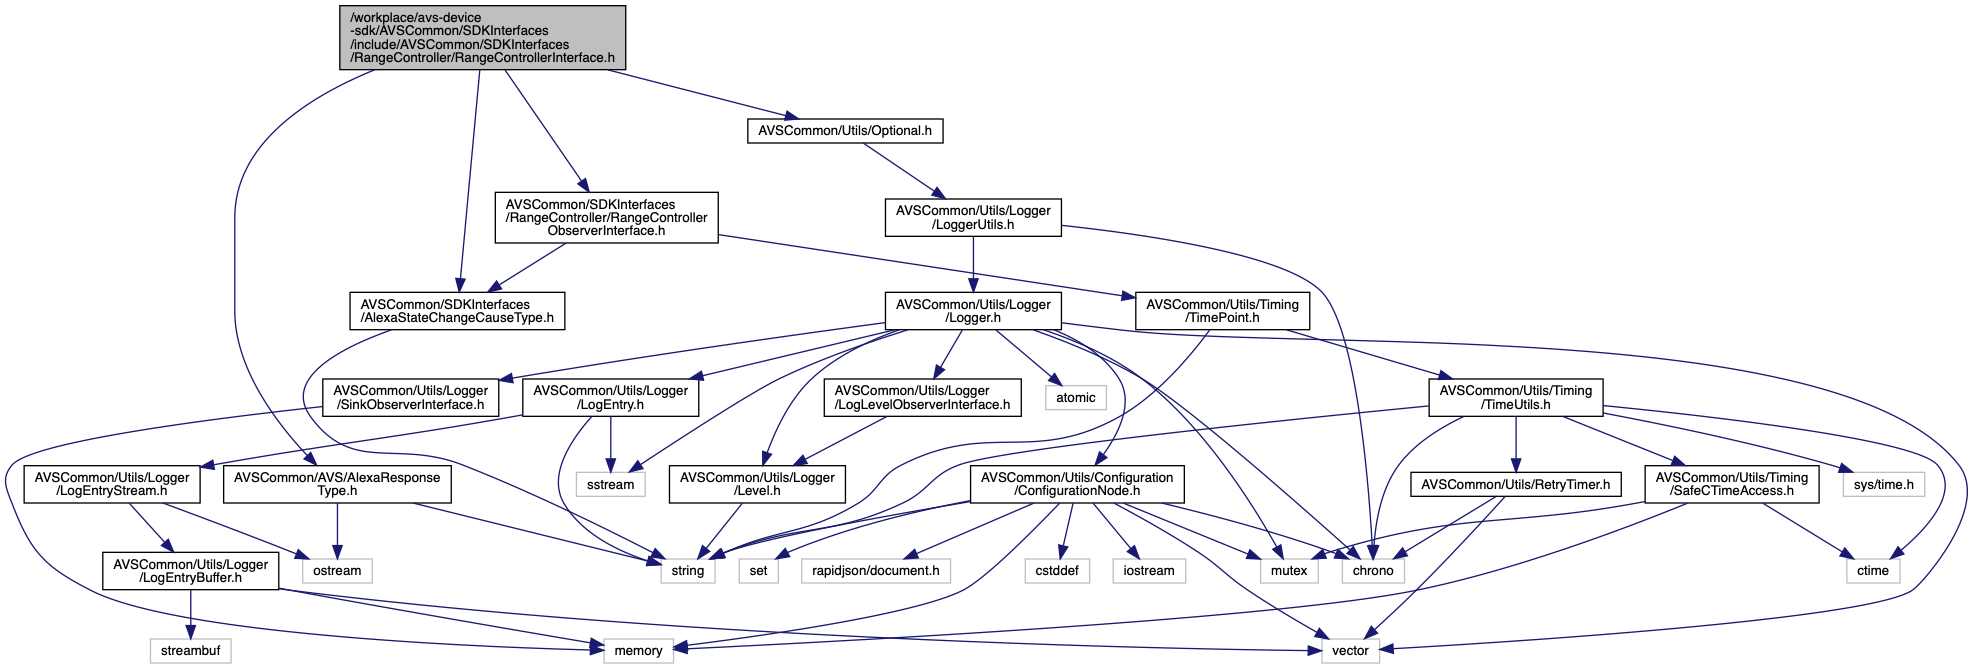 /workplace/avs-device
-sdk/AVSCommon/SDKInterfaces
/include/AVSCommon/SDKInterfaces
/RangeController/RangeControllerInterface.h
AVSCommon/Utils/Optional.h
AVSCommon/SDKInterfaces
/RangeController/RangeController
ObserverInterface.h
AVSCommon/Utils/Logger
/LoggerUtils.h
AVSCommon/SDKInterfaces
/AlexaStateChangeCauseType.h
AVSCommon/Utils/Logger
/Logger.h
AVSCommon/Utils/Timing
/TimePoint.h
AVSCommon/Utils/Logger
/SinkObserverInterface.h
AVSCommon/Utils/Logger
/LogEntry.h
AVSCommon/Utils/Logger
/LogLevelObserverInterface.h
atomic
AVSCommon/Utils/Timing
/TimeUtils.h
AVSCommon/Utils/Logger
/LogEntryStream.h
AVSCommon/AVS/AlexaResponse
Type.h
sstream
AVSCommon/Utils/Logger
/Level.h
AVSCommon/Utils/Configuration
/ConfigurationNode.h
AVSCommon/Utils/RetryTimer.h
AVSCommon/Utils/Timing
/SafeCTimeAccess.h
sys/time.h
AVSCommon/Utils/Logger
/LogEntryBuffer.h
ostream
string
set
rapidjson/document.h
cstddef
iostream
mutex
chrono
ctime
streambuf
memory
vector